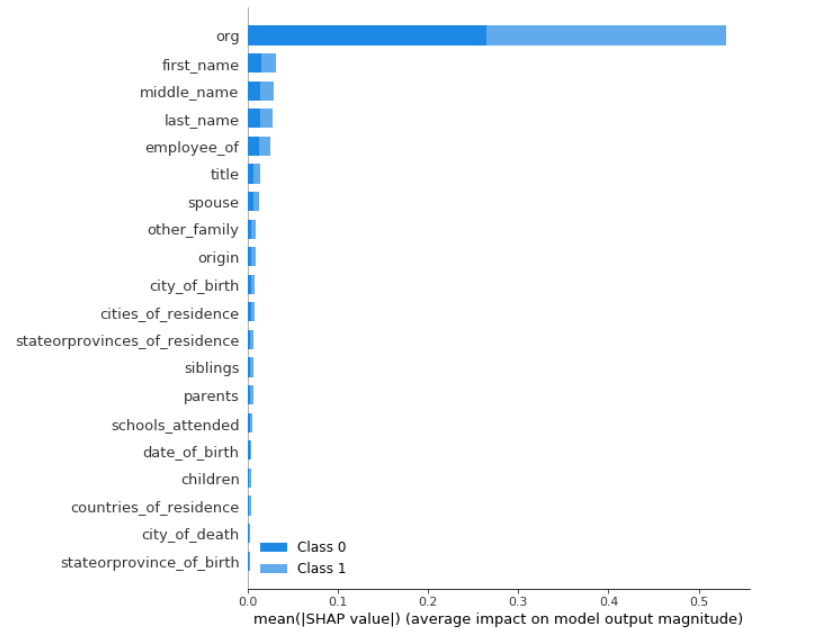 org
first_name
middle_name
last_name
employee_of
title
spouse
other_family
origin
city_of_birth
cities_of_residence
stateorprovinces_of_residence
siblings
parents
schools_attended
date_of_birth
children
countries_of_residence
city_of_death
stateorprovince_of_birth
Class 0
Class 1
0.0 0.1 0.2 0.3 0.4 0.5
mean(|SHAP value|) (average impact on model output magnitude)